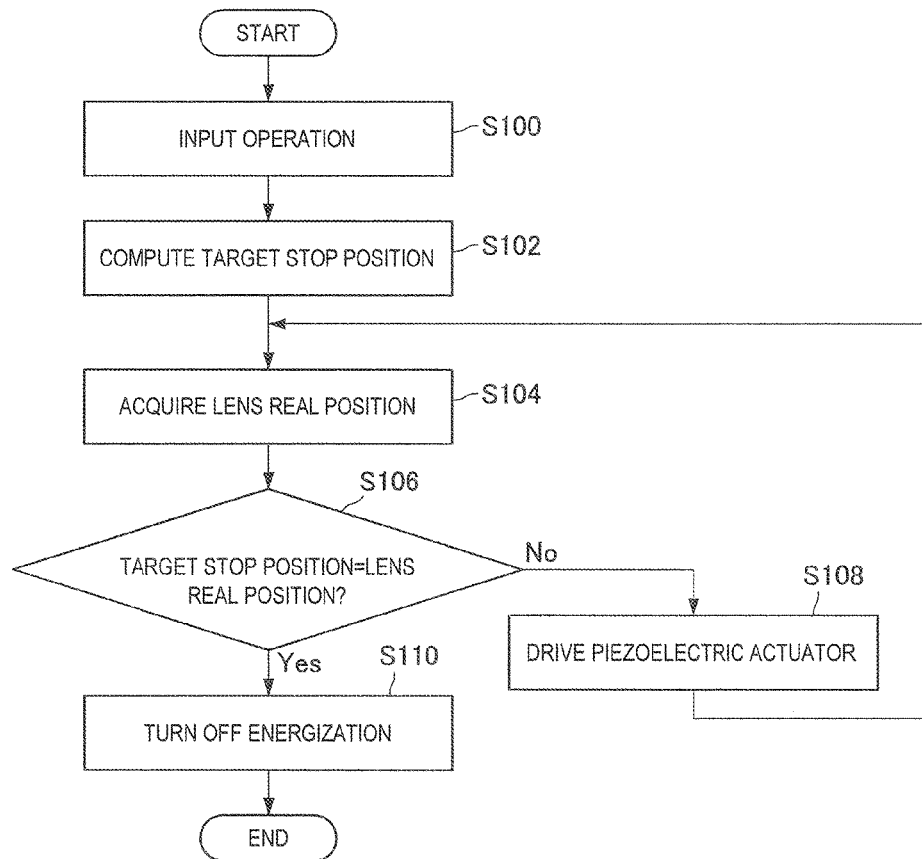 START
INPUT OPERATION
S100
COMPUTE TARGET STOP POSITION
S102
ACQUIRE LENS REAL POSITION
S104
S106
TARGET STOP POSITION=LENS
REAL POSITION?
No
Yes
S108
DRIVE PIEZOELECTRIC ACTUATOR
S110
TURN OFF ENERGIZATION
END